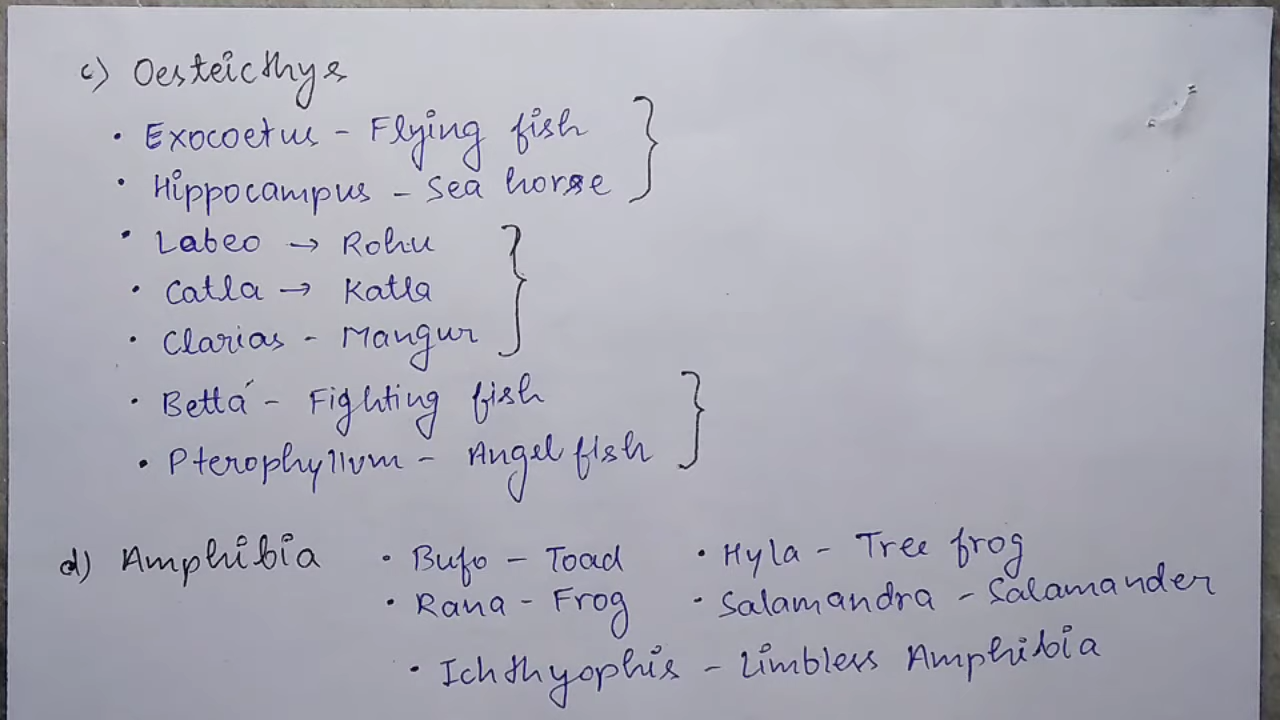 c) Oesteicthys
• Exocoetus - Flying fish
• Hippocampus - Sea horse
• Labeo → Rohu
• Catla → Katla
• Clarias - Mangur
• Betta - Fighting fish
• Pterophyllum - Angel fish
d) Amphibia • Bufo - Toad • Hyla - Tree frog
• Rana - Frog • Salamandra - Salamander
• Ichthyophis - Limbless Amphibia